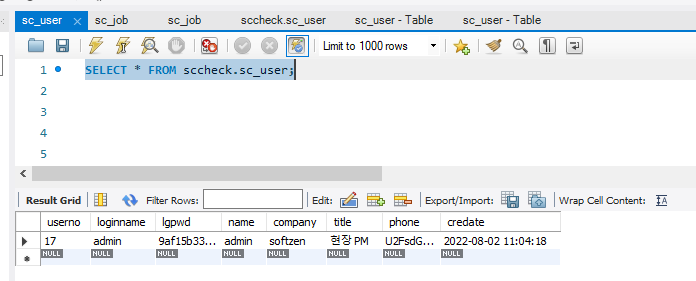 sc_user × sc_job sc_job sccheck.sc_user sc_user - Table sc_user - Table
Limit to 1000 rows
1 SELECT * FROM sccheck.sc_user;
2
3
4
5
Result Grid Filter Rows: Edit: Export/Import: Wrap Cell Content:
userno loginname lgpwd name company title phone credate
17 admin 9af15b33... admin softzen 현장 PM U2FsdG... 2022-08-02 11:04:18
NULL NULL NULL NULL NULL NULL NULL NULL